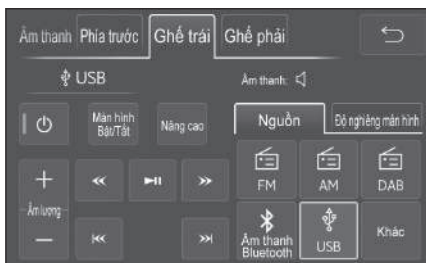 Âm thanh Phía trước Ghế trái Ghế phải
USB
Âm thanh:
Màn hình
Bật/Tắt
Nâng cao
Nguồn
Độ nghiêng màn hình
FM
AM
DAB
Âm lượng
Âm thanh
Bluetooth
USB
Khác